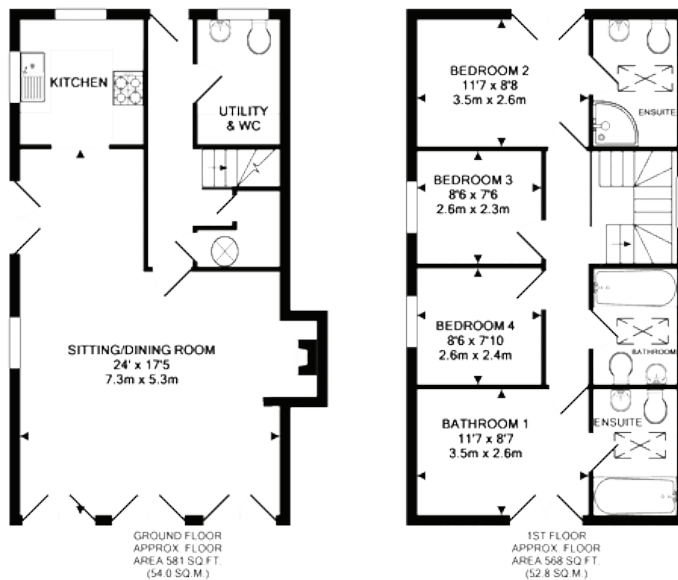 KITCHEN
UTILITY
& WC
SITTING/DINING ROOM
24' x 17'5
7.3m x 5.3m
GROUND FLOOR
APPROX. FLOOR
AREA 581 SQ.FT.
(54.0 SQ.M.)
BEDROOM 2
11'7 x 8'8
3.5m x 2.6m
ENSUITE
BEDROOM 3
8'6 x 7'6
2.6m x 2.3m
BEDROOM 4
8'6 x 7'10
2.6m x 2.4m
BATHROOM
BATHROOM 1
11'7 x 8'7
3.5m x 2.6m
ENSUITE
1ST FLOOR
APPROX. FLOOR
AREA 568 SQ.FT.
(52.8 SQ.M.)